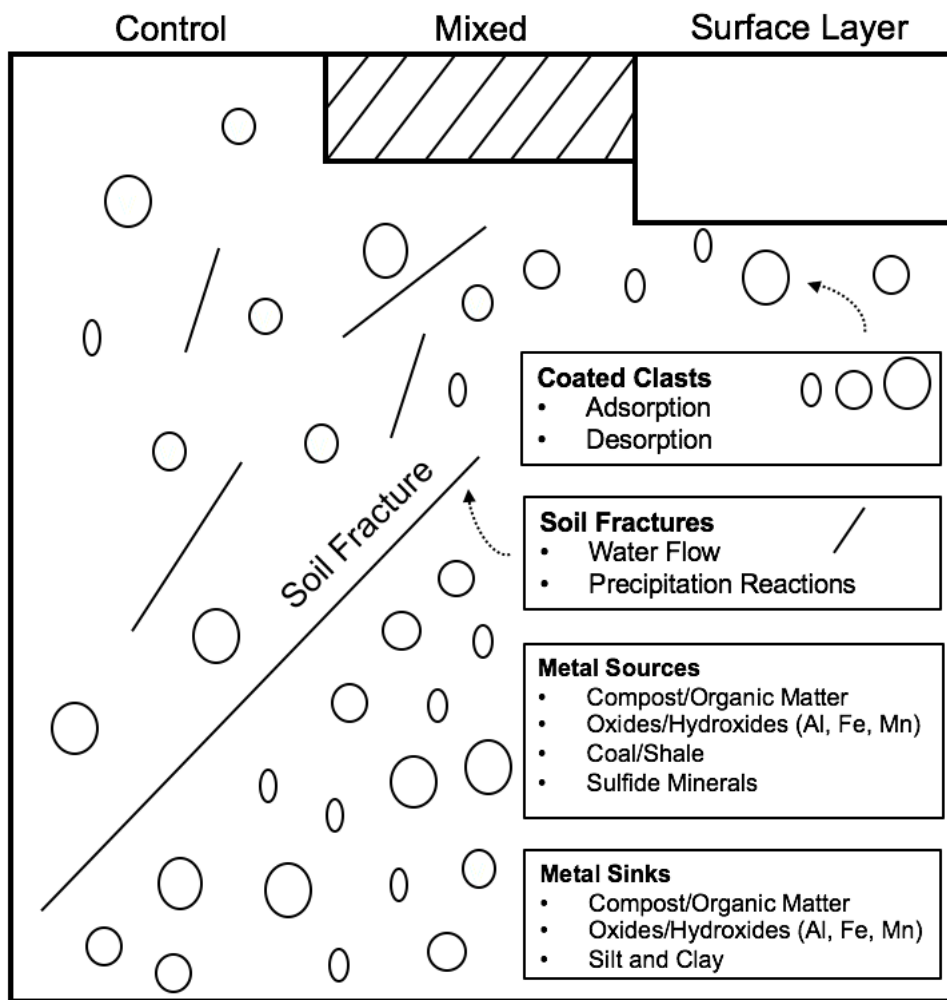 Control Mixed Surface Layer
Coated Clasts
• Adsorption
• Desorption
Soil Fracture
Soil Fractures
• Water Flow
• Precipitation Reactions
Metal Sources
• Compost/Organic Matter
• Oxides/Hydroxides (Al, Fe, Mn)
• Coal/Shale
• Sulfide Minerals
Metal Sinks
• Compost/Organic Matter
• Oxides/Hydroxides (Al, Fe, Mn)
• Silt and Clay